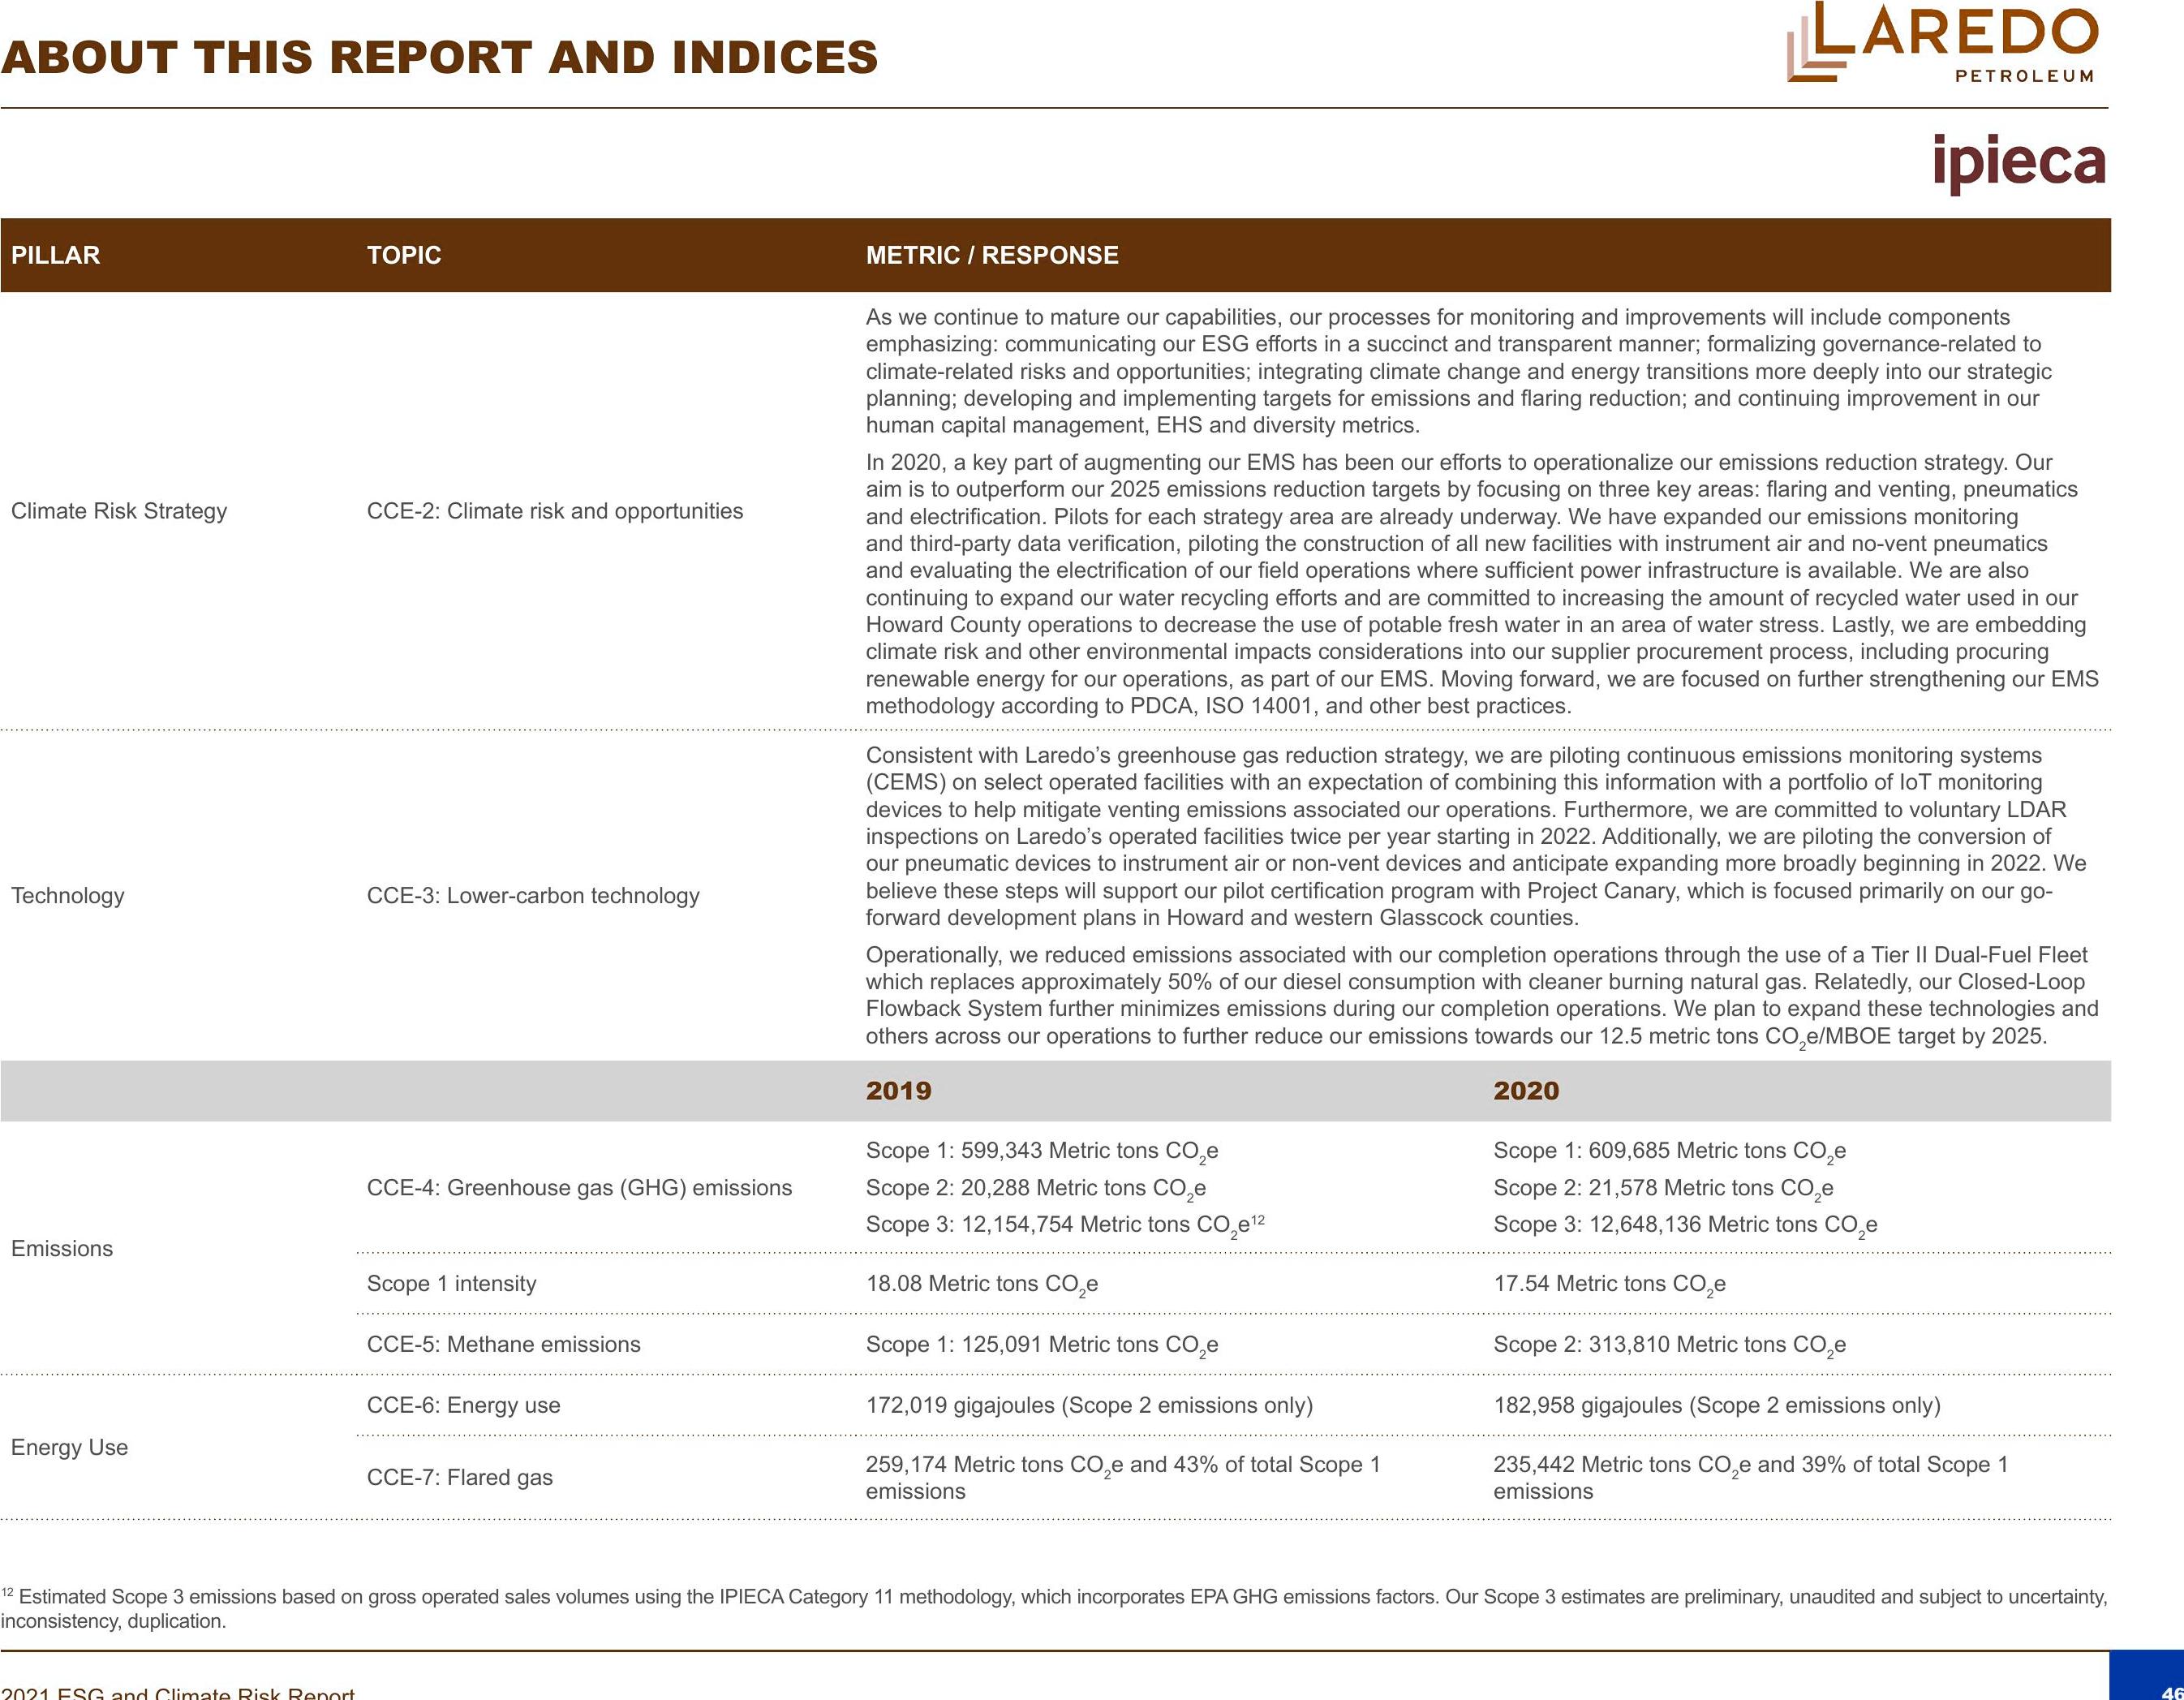 ABOUT THIS REPORT AND INDICES
LAREDO
PETROLEUM
ipieca
PILLAR TOPIC METRIC / RESPONSE
As we continue to mature our capabilities, our processes for monitoring and improvements will include components
emphasizing: communicating our ESG efforts in a succinct and transparent manner; formalizing governance-related to
climate-related risks and opportunities; integrating climate change and energy transitions more deeply into our strategic
planning; developing and implementing targets for emissions and flaring reduction; and continuing improvement in our
human capital management, EHS and diversity metrics.
Climate Risk Strategy CCE-2: Climate risk and opportunities
In 2020, a key part of augmenting our EMS has been our efforts to operationalize our emissions reduction strategy. Our
aim is to outperform our 2025 emissions reduction targets by focusing on three key areas: flaring and venting, pneumatics
and electrification. Pilots for each strategy area are already underway. We have expanded our emissions monitoring
and third-party data verification, piloting the construction of all new facilities with instrument air and no-vent pneumatics
and evaluating the electrification of our field operations where sufficient power infrastructure is available. We are also
continuing to expand our water recycling efforts and are committed to increasing the amount of recycled water used in our
Howard County operations to decrease the use of potable fresh water in an area of water stress. Lastly, we are embedding
climate risk and other environmental impacts considerations into our supplier procurement process, including procuring
renewable energy for our operations, as part of our EMS. Moving forward, we are focused on further strengthening our EMS
methodology according to PDCA, ISO 14001, and other best practices.
Technology CCE-3: Lower-carbon technology
Consistent with Laredo’s greenhouse gas reduction strategy, we are piloting continuous emissions monitoring systems
(CEMS) on select operated facilities with an expectation of combining this information with a portfolio of IoT monitoring
devices to help mitigate venting emissions associated our operations. Furthermore, we are committed to voluntary LDAR
inspections on Laredo’s operated facilities twice per year starting in 2022. Additionally, we are piloting the conversion of
our pneumatic devices to instrument air or non-vent devices and anticipate expanding more broadly beginning in 2022. We
believe these steps will support our pilot certification program with Project Canary, which is focused primarily on our go-
forward development plans in Howard and western Glasscock counties.
Operationally, we reduced emissions associated with our completion operations through the use of a Tier II Dual-Fuel Fleet
which replaces approximately 50% of our diesel consumption with cleaner burning natural gas. Relatedly, our Closed-Loop
Flowback System further minimizes emissions during our completion operations. We plan to expand these technologies and
others across our operations to further reduce our emissions towards our 12.5 metric tons CO₂e/MBOE target by 2025.
2019 2020
Emissions
CCE-4: Greenhouse gas (GHG) emissions
Scope 1: 599,343 Metric tons CO₂e Scope 1: 609,685 Metric tons CO₂e
Scope 2: 20,288 Metric tons CO₂e Scope 2: 21,578 Metric tons CO₂e
Scope 3: 12,154,754 Metric tons CO₂e¹² Scope 3: 12,648,136 Metric tons CO₂e
Scope 1 intensity 18.08 Metric tons CO₂e 17.54 Metric tons CO₂e
CCE-5: Methane emissions Scope 1: 125,091 Metric tons CO₂e Scope 2: 313,810 Metric tons CO₂e
Energy Use
CCE-6: Energy use 172,019 gigajoules (Scope 2 emissions only) 182,958 gigajoules (Scope 2 emissions only)
CCE-7: Flared gas
259,174 Metric tons CO₂e and 43% of total Scope 1 235,442 Metric tons CO₂e and 39% of total Scope 1
emissions emissions
¹² Estimated Scope 3 emissions based on gross operated sales volumes using the IPIECA Category 11 methodology, which incorporates EPA GHG emissions factors. Our Scope 3 estimates are preliminary, unaudited and subject to uncertainty,
inconsistency, duplication.
2021 ESG and Climate Risk Report
46